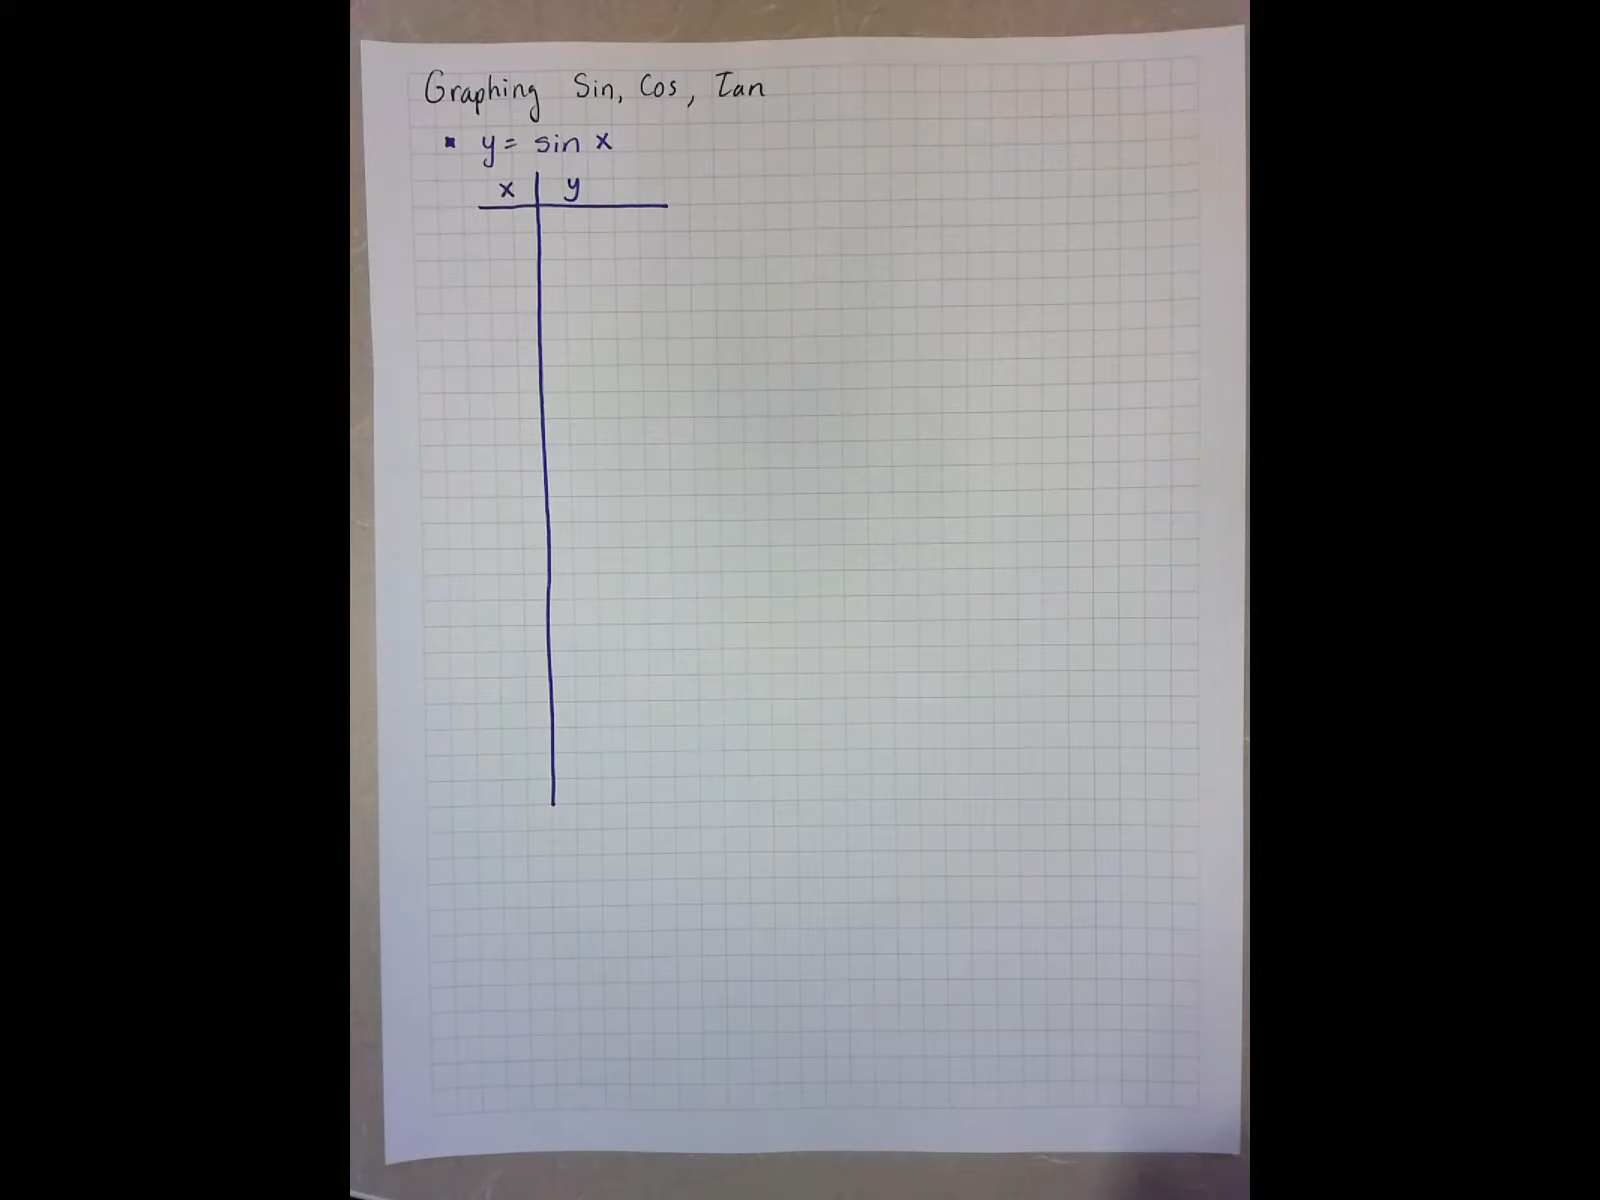 Graphing Sin, Cos, Tan
▪ y = sin x
x y